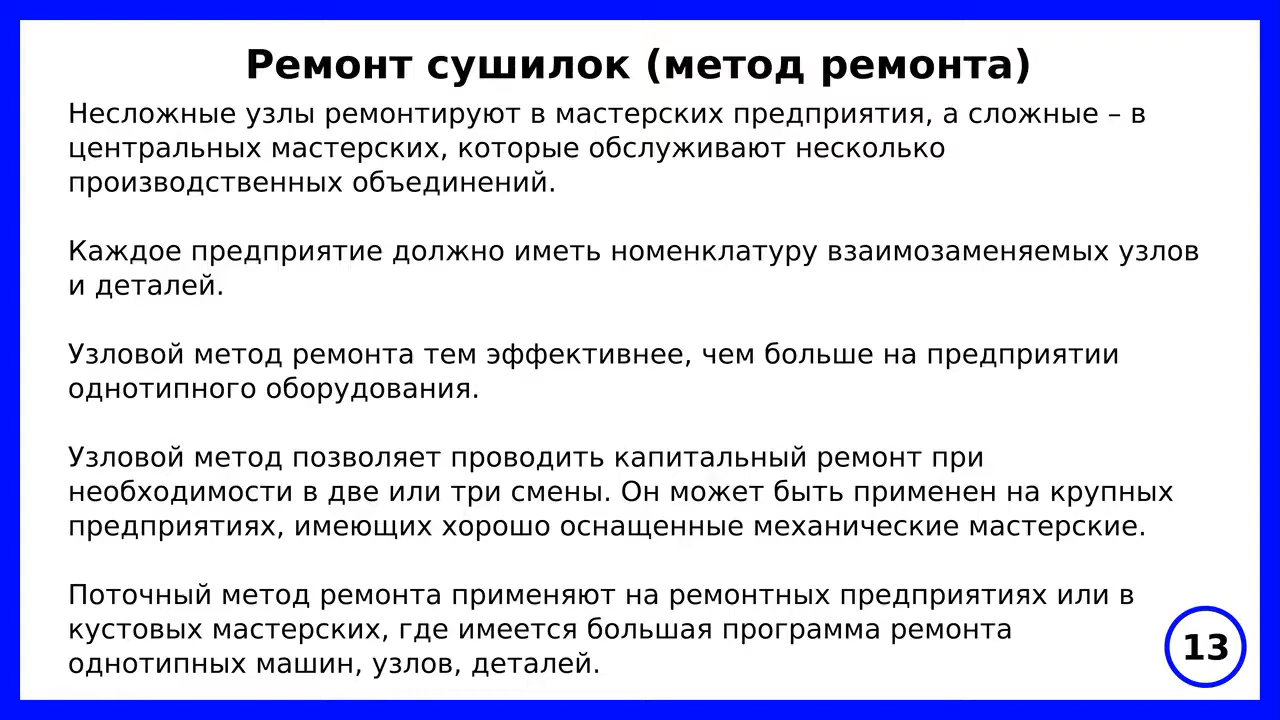 Ремонт сушилок (метод ремонта)
Несложные узлы ремонтируют в мастерских предприятия, а сложные – в
центральных мастерских, которые обслуживают несколько
производственных объединений.
Каждое предприятие должно иметь номенклатуру взаимозаменяемых узлов
и деталей.
Узловой метод ремонта тем эффективнее, чем больше на предприятии
однотипного оборудования.
Узловой метод позволяет проводить капитальный ремонт при
необходимости в две или три смены. Он может быть применен на крупных
предприятиях, имеющих хорошо оснащенные механические мастерские.
Поточный метод ремонта применяют на ремонтных предприятиях или в
кустовых мастерских, где имеется большая программа ремонта
однотипных машин, узлов, деталей.
13